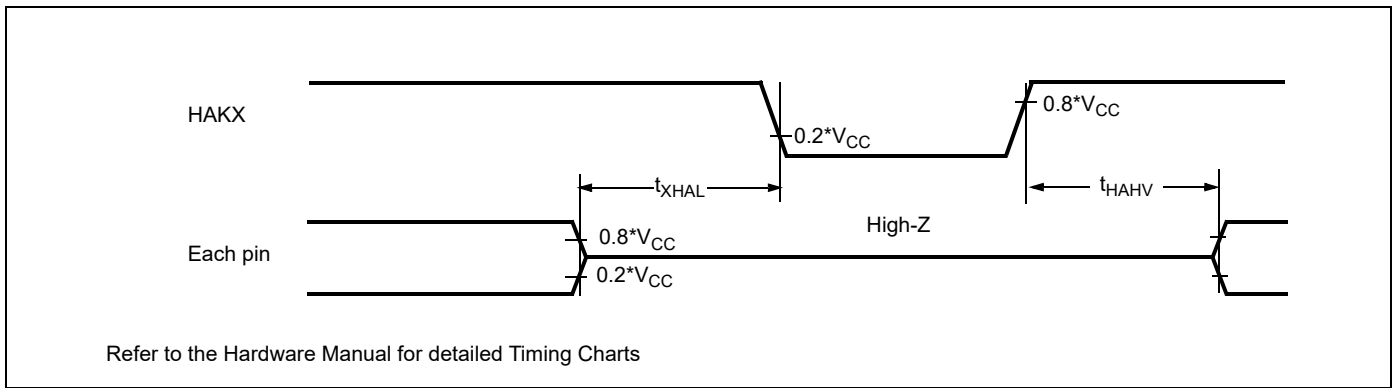 HAKX
0.2*VCC
0.8*VCC
tXHAL
tHAHV
High-Z
Each pin
0.8*VCC
0.2*VCC
Refer to the Hardware Manual for detailed Timing Charts